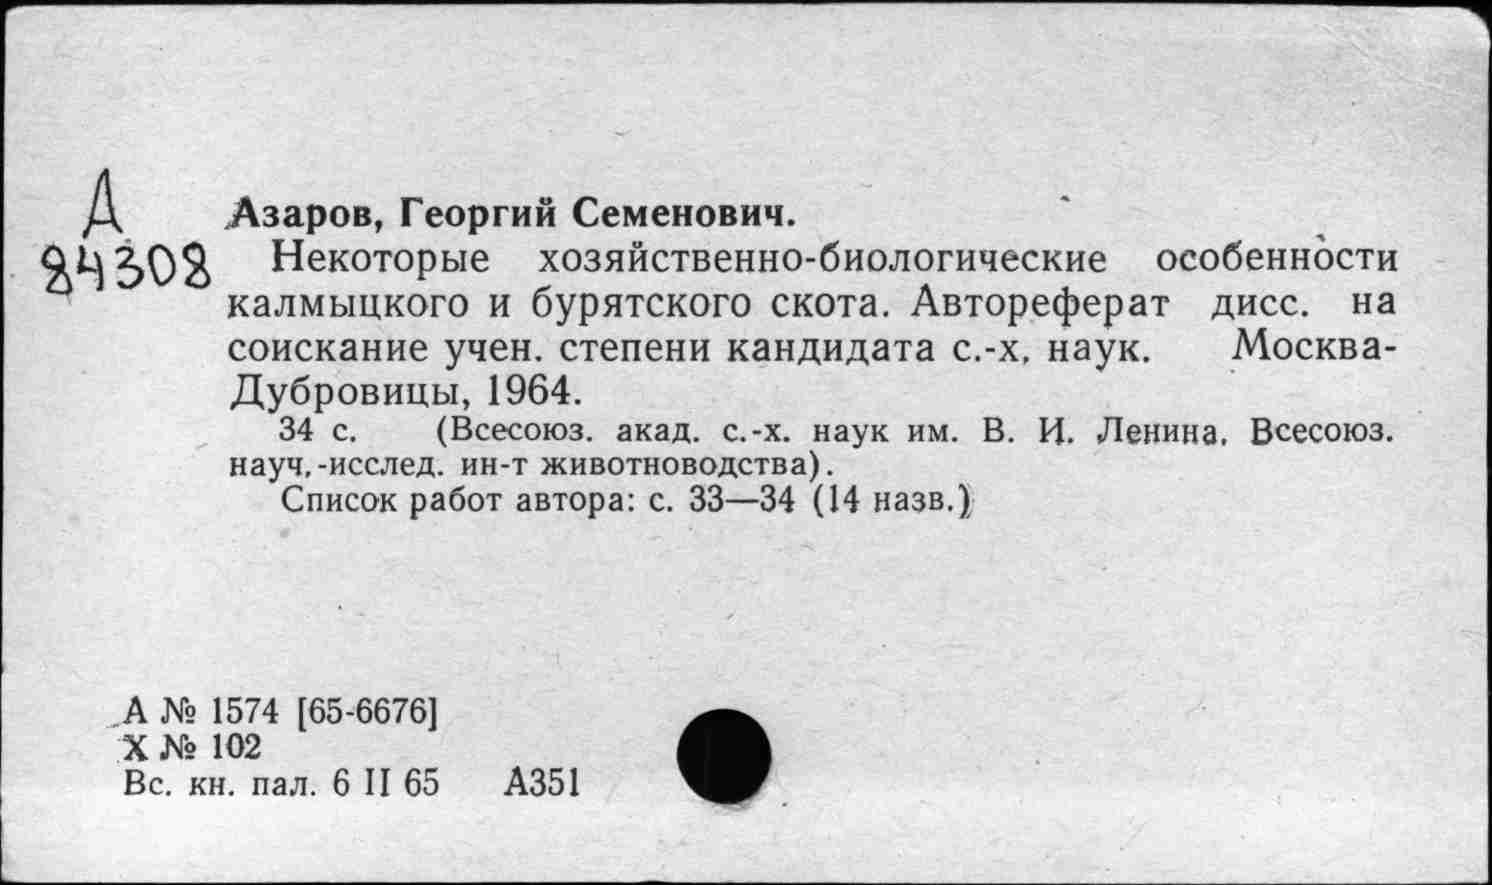 Д
84308
Азаров, Георгий Семенович.
Некоторые хозяйственно-биологические особенности
калмыцкого и бурятского скота. Автореферат дисс. на
соискание учен. степени кандидата с.-х. наук. Москва-
Дубровицы, 1964.
34 с. (Всесоюз. акад. с.-х. наук им. В. И. Ленина. Всесоюз.
науч.-исслед. ин-т животноводства).
Список работ автора: с. 33—34 (14 назв.)
А № 1574 [65-6676]
X № 102
Вс. кн. пал. 6 II 65 А351